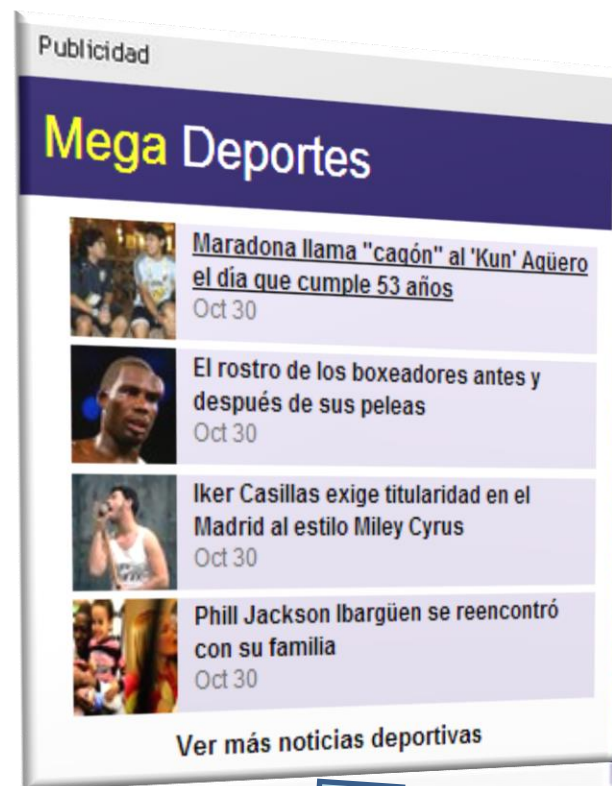 Publicidad
Mega Deportes
Maradona llama "cagón" al 'Kun' Agüero
el día que cumple 53 años
Oct 30
El rostro de los boxeadores antes y
después de sus peleas
Oct 30
Iker Casillas exige titularidad en el
Madrid al estilo Miley Cyrus
Oct 30
Phill Jackson Ibargüen se reencontró
con su familia
Oct 30
Ver más noticias deportivas